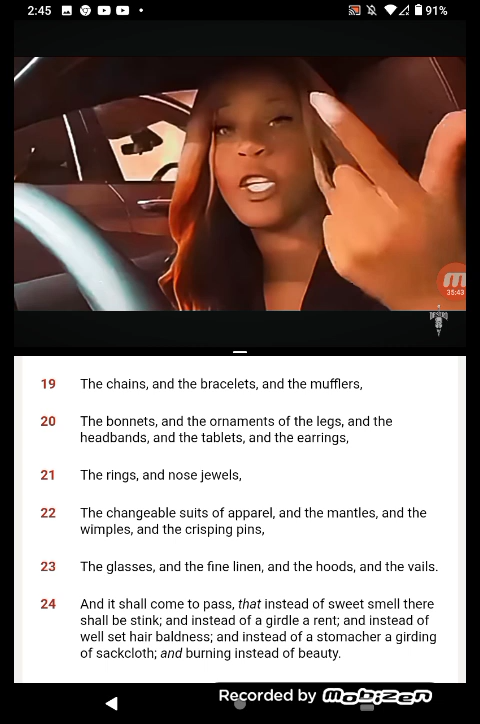 2:45
91%
35:43
DESTRO
19 The chains, and the bracelets, and the mufflers,
20 The bonnets, and the ornaments of the legs, and the
headbands, and the tablets, and the earrings,
21 The rings, and nose jewels,
22 The changeable suits of apparel, and the mantles, and the
wimples, and the crisping pins,
23 The glasses, and the fine linen, and the hoods, and the vails.
24 And it shall come to pass, that instead of sweet smell there
shall be stink; and instead of a girdle a rent; and instead of
well set hair baldness; and instead of a stomacher a girding
of sackcloth; and burning instead of beauty.
Recorded by Mobizen